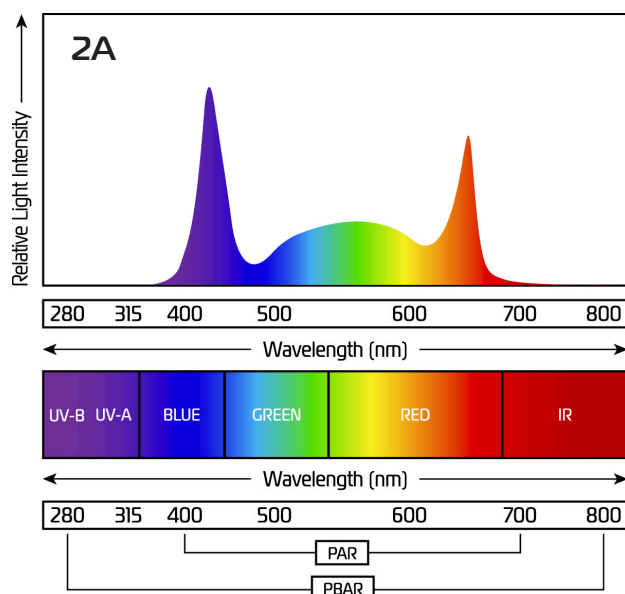 2A
Relative Light Intensity
280 315 400 500 600 700 800
Wavelength (nm)
UV-B UV-A BLUE GREEN RED IR
Wavelength (nm)
280 315 400 500 600 700 800
PAR
PBAR